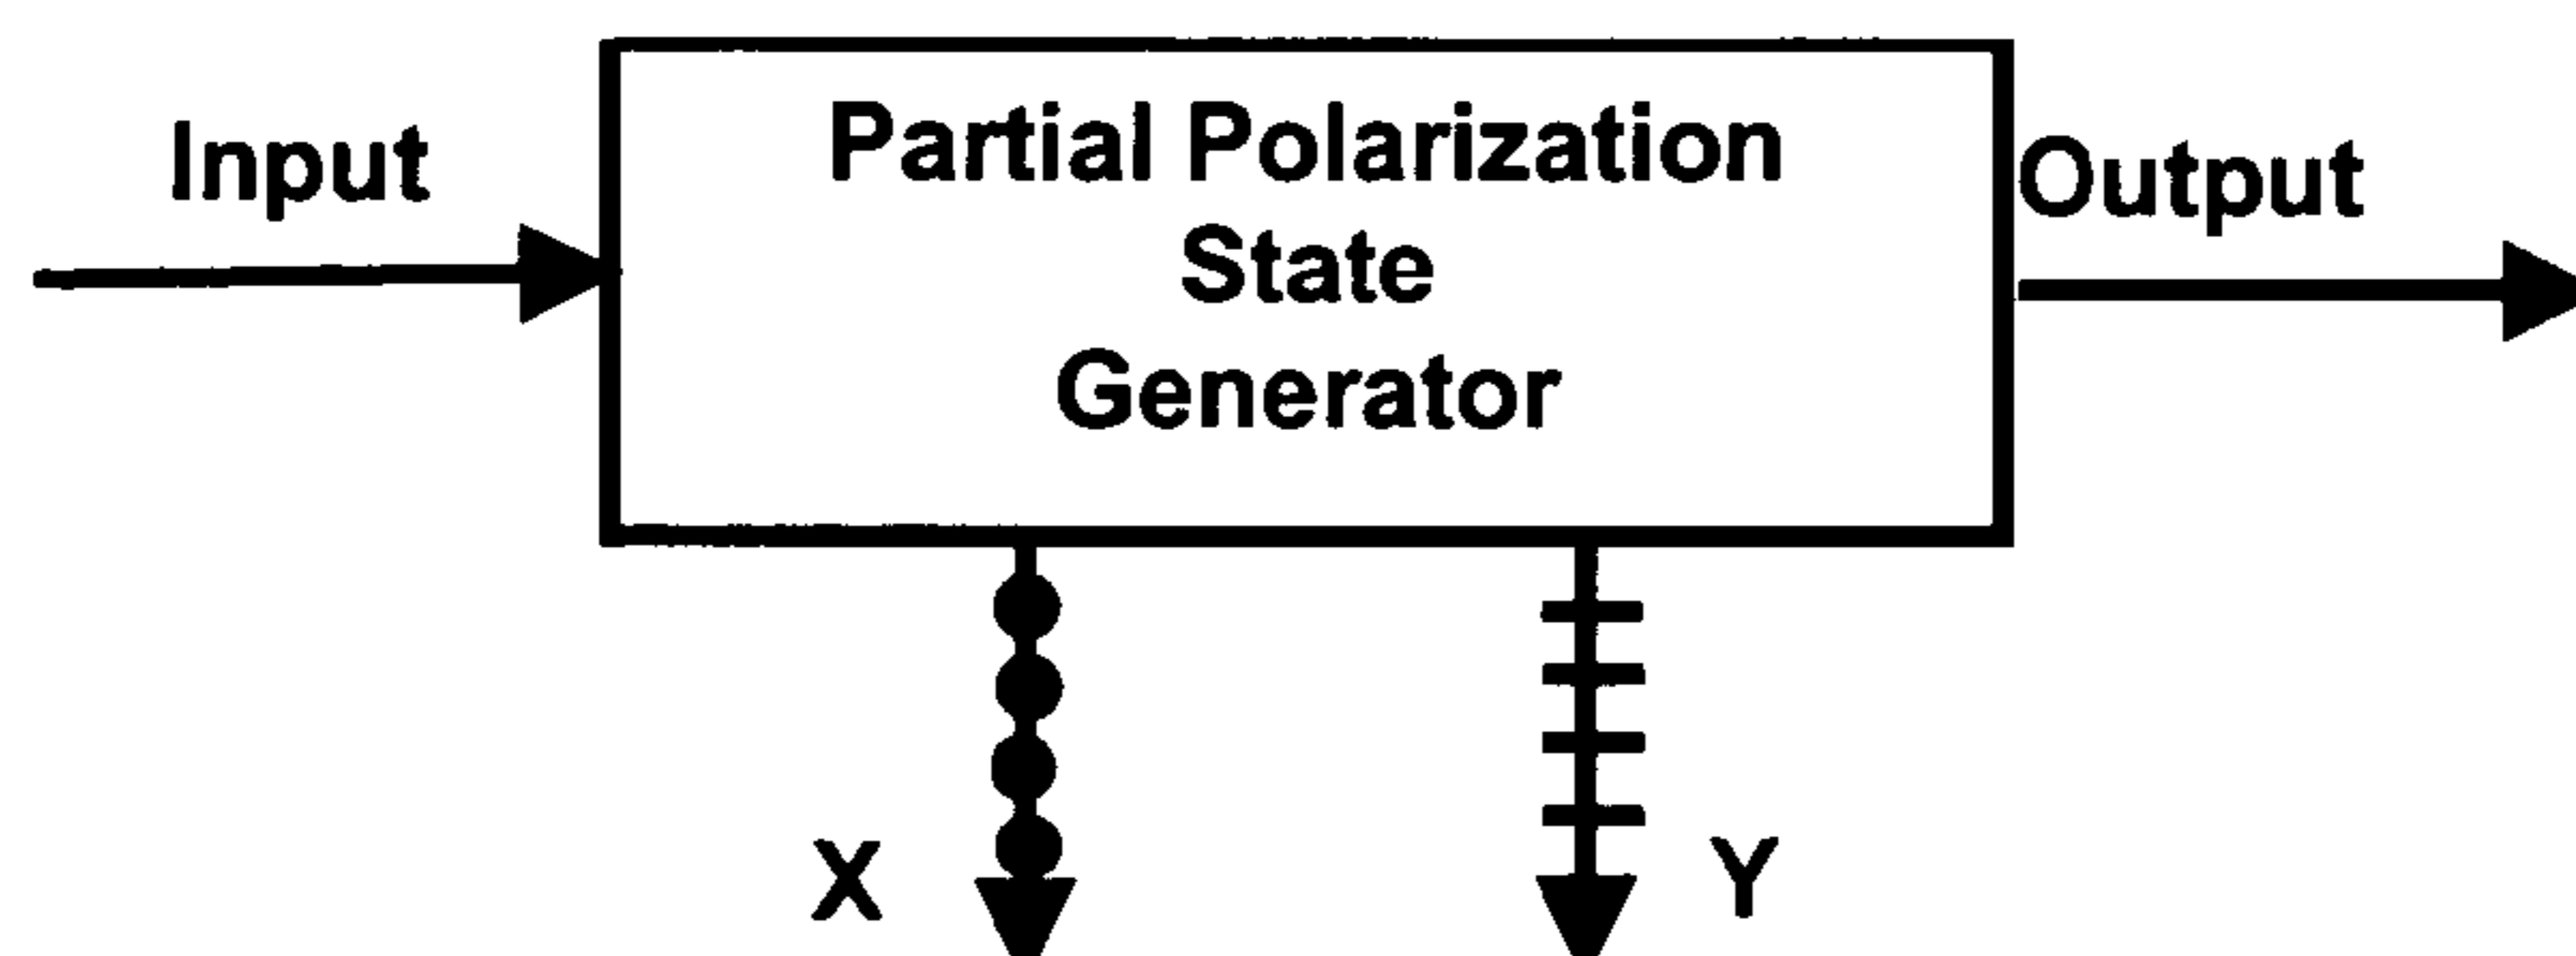 Input
Partial Polarization
State
Generator
Output
X
Y